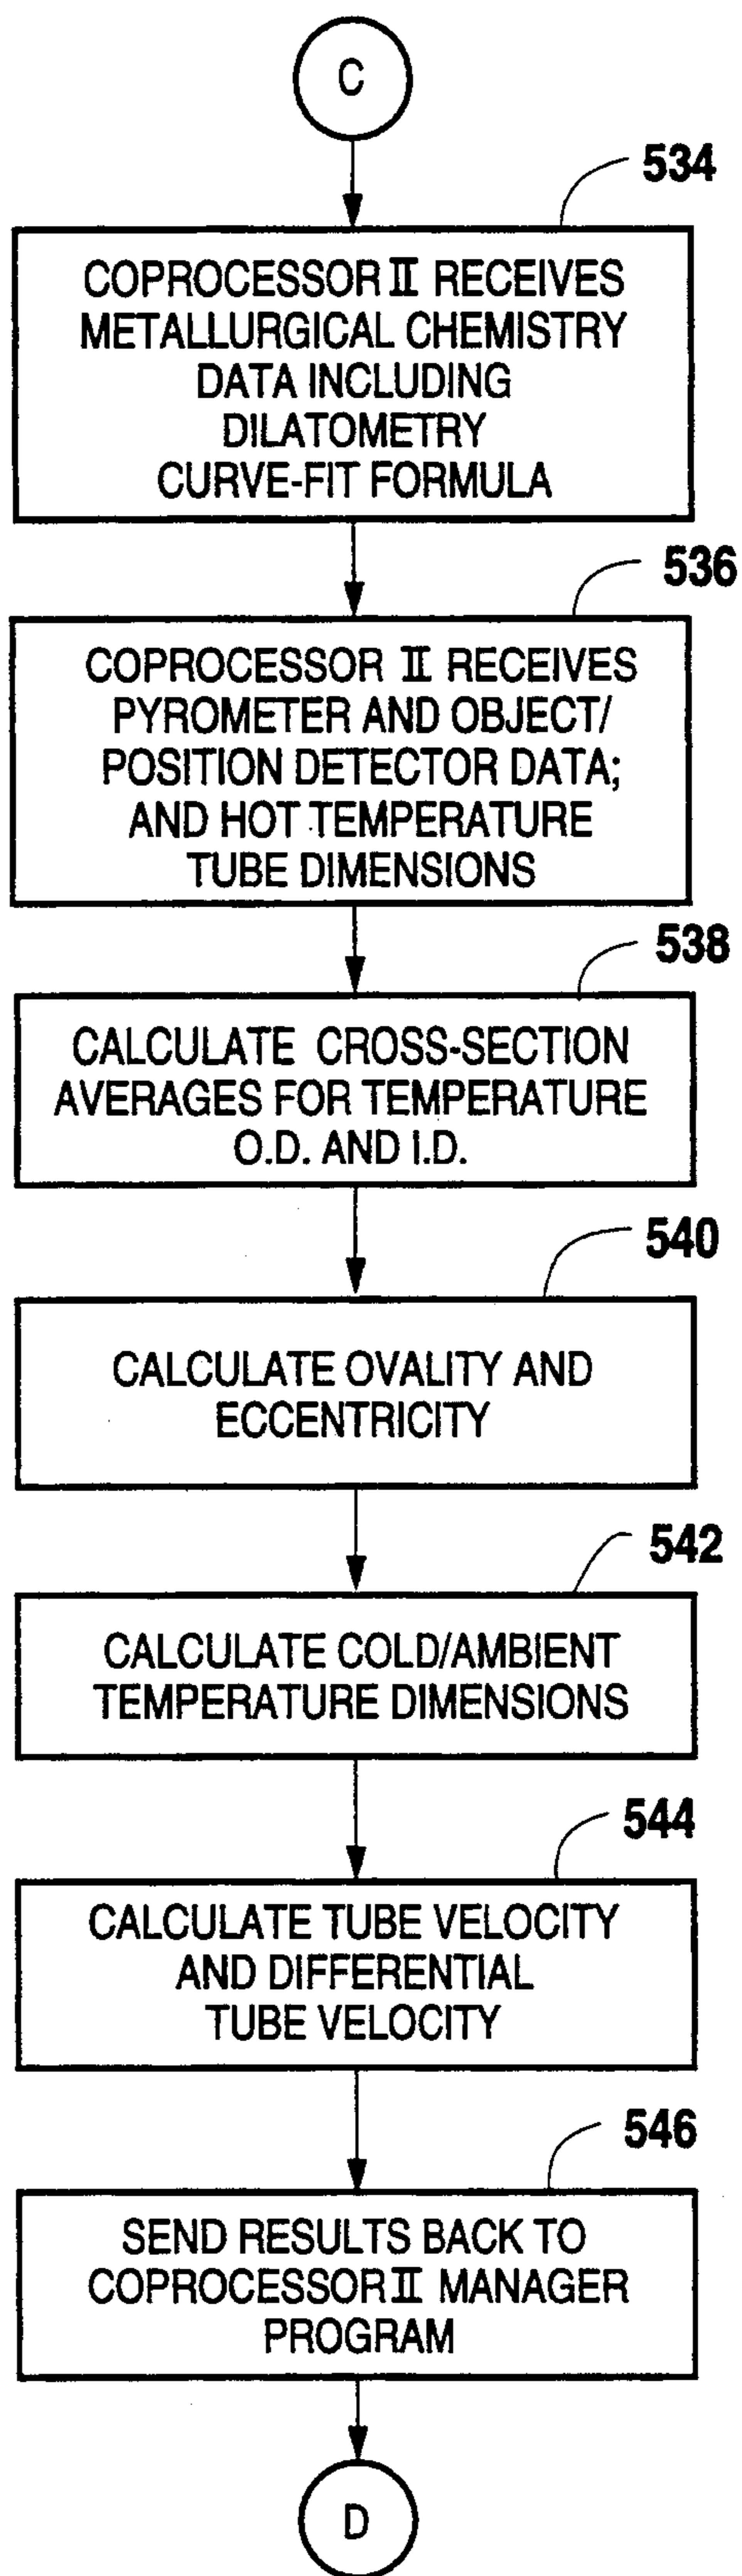 C
534
COPROCESSOR II RECEIVES
METALLURGICAL CHEMISTRY
DATA INCLUDING
DILATOMETRY
CURVE-FIT FORMULA
536
COPROCESSOR II RECEIVES
PYROMETER AND OBJECT/
POSITION DETECTOR DATA;
AND HOT TEMPERATURE
TUBE DIMENSIONS
538
CALCULATE CROSS-SECTION
AVERAGES FOR TEMPERATURE
O.D. AND I.D.
540
CALCULATE OVALITY AND
ECCENTRICITY
542
CALCULATE COLD/AMBIENT
TEMPERATURE DIMENSIONS
544
CALCULATE TUBE VELOCITY
AND DIFFERENTIAL
TUBE VELOCITY
546
SEND RESULTS BACK TO
COPROCESSOR II MANAGER
PROGRAM
D